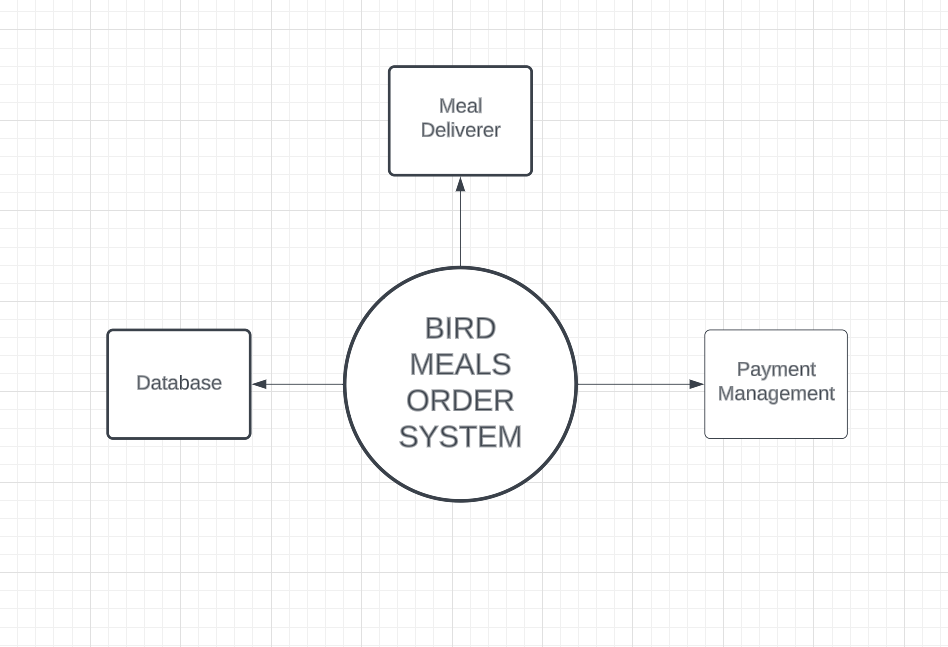 Meal
Deliverer
BIRD
MEALS
ORDER
SYSTEM
Database
Payment
Management